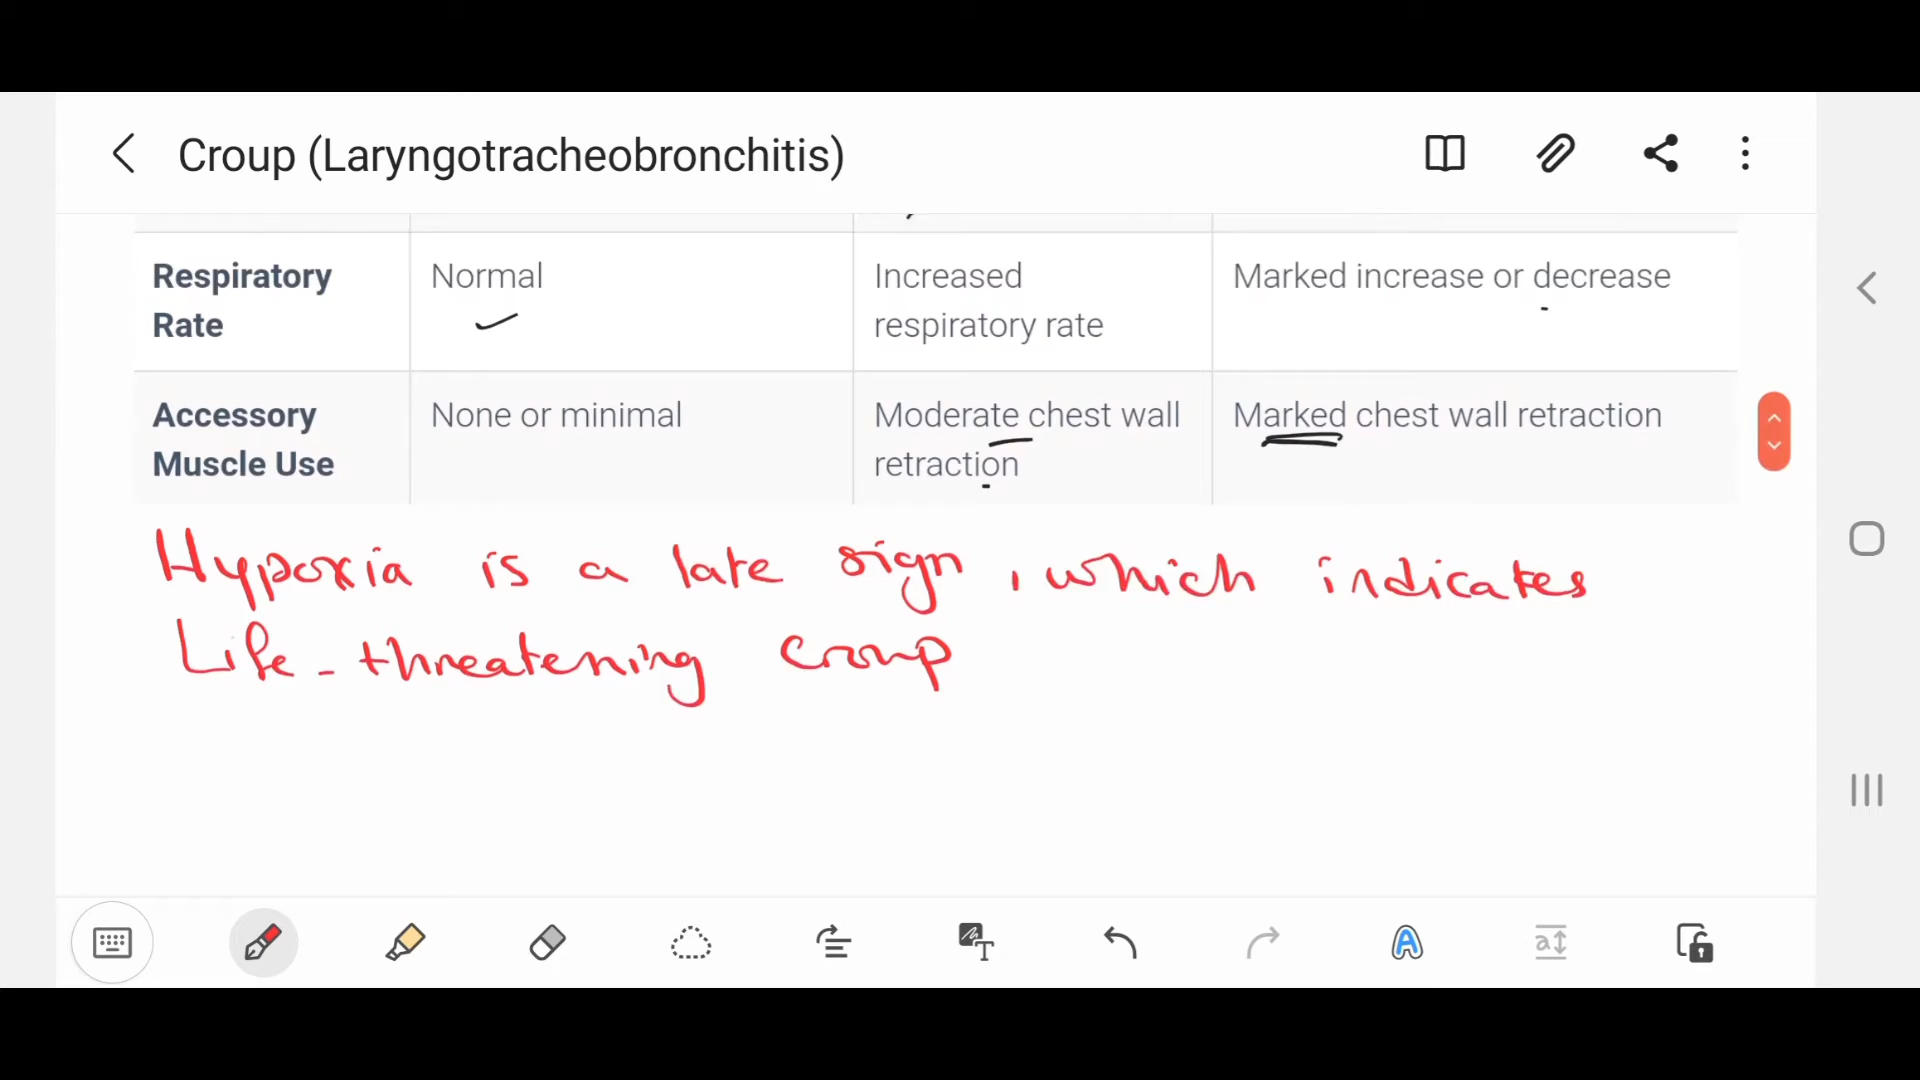 Croup (Laryngotracheobronchitis)
Respiratory Rate
Normal
Increased respiratory rate
Marked increase or decrease
Accessory Muscle Use
None or minimal
Moderate chest wall retraction
Marked chest wall retraction
Hypoxia is a late sign, which indicates
Life-threatening croup